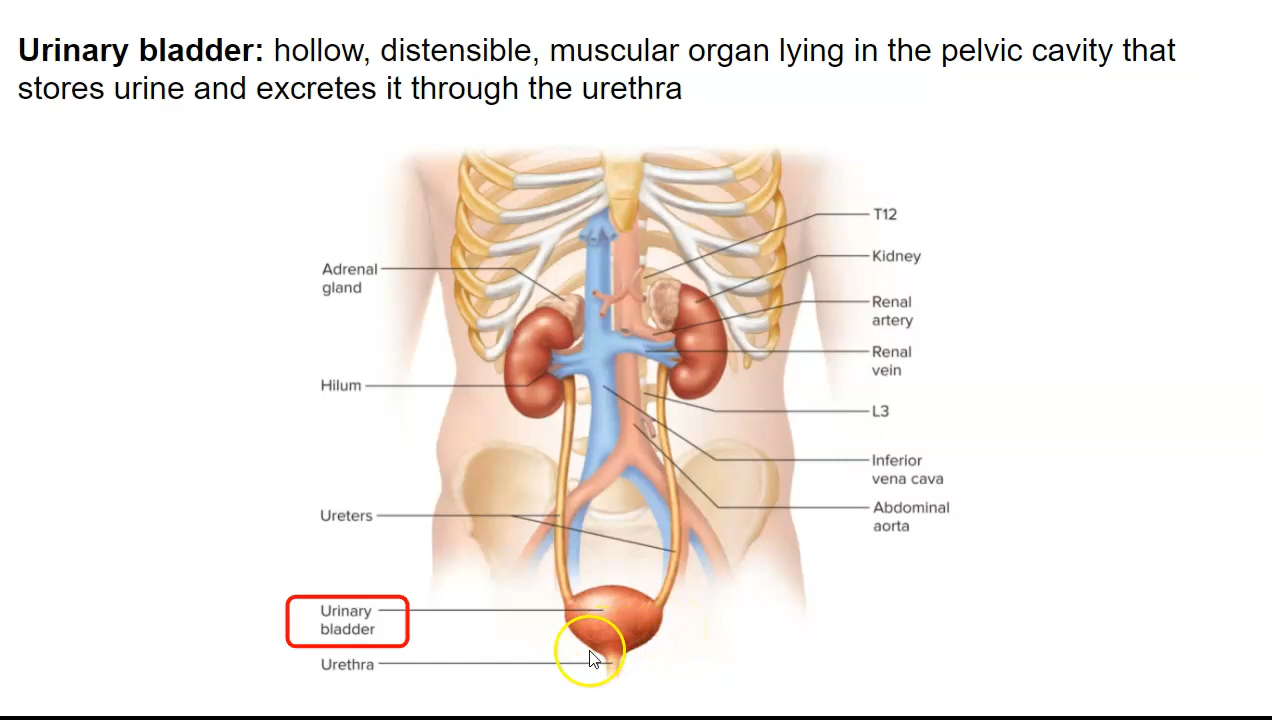 Urinary bladder: hollow, distensible, muscular organ lying in the pelvic cavity that
stores urine and excretes it through the urethra
Adrenal
gland
Hilum
Ureters
Urinary
bladder
Urethra
T12
Kidney
Renal
artery
Renal
vein
L3
Inferior
vena cava
Abdominal
aorta